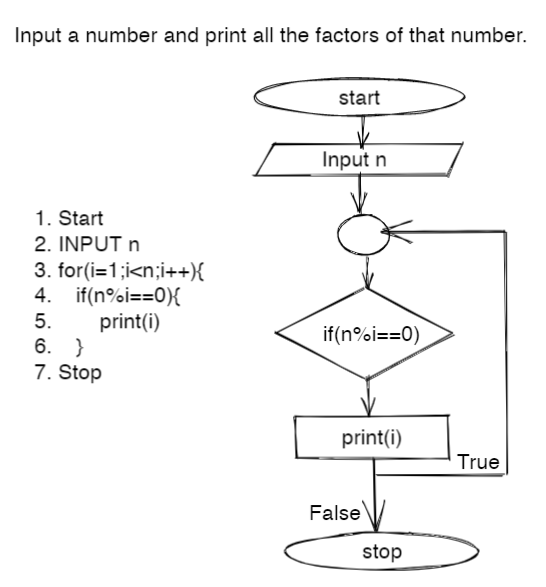 Input a number and print all the factors of that number.
start
Input n
1. Start
2. INPUT n
3. for(i=1;i<n;i++){
4. if(n%i==0){
5. print(i)
6. }
7. Stop
if(n%i==0)
print(i)
True
False
stop